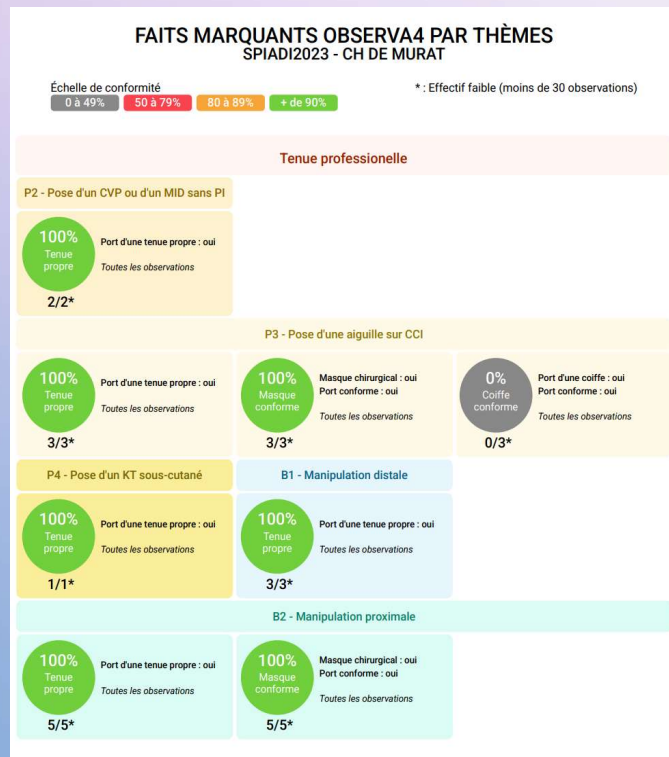 FAITS MARQUANTS OBSERVA4 PAR THÈMES
SPIADI2023 - CH DE MURAT
Échelle de conformité
* : Effectif faible (moins de 30 observations)
0 à 49% 50 à 79% 80 à 89% + de 90%
Tenue professionelle
P2 - Pose d'un CVP ou d'un MID sans PI
100%
Tenue
propre
2/2*
Port d'une tenue propre : oui
Toutes les observations
P3 - Pose d'une aiguille sur CCI
100%
Tenue
propre
3/3*
Port d'une tenue propre : oui
Toutes les observations
100%
Masque
conforme
3/3*
Masque chirurgical : oui
Port conforme : oui
Toutes les observations
0%
Coiffe
conforme
0/3*
Port d'une coiffe : oui
Port conforme : oui
Toutes les observations
P4 - Pose d'un KT sous-cutané
100%
Tenue
propre
1/1*
Port d'une tenue propre : oui
Toutes les observations
B1 - Manipulation distale
100%
Tenue
propre
3/3*
Port d'une tenue propre : oui
Toutes les observations
B2 - Manipulation proximale
100%
Tenue
propre
5/5*
Port d'une tenue propre : oui
Toutes les observations
100%
Masque
conforme
5/5*
Masque chirurgical : oui
Port conforme : oui
Toutes les observations